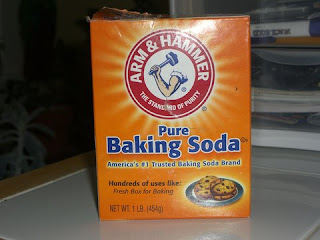 ARM & HAMMER
THE STANDARD OF PURITY
Pure
Baking Soda
America's #1 Trusted Baking Soda Brand
Hundreds of uses like:
Fresh Box for Baking
NET WT. 1 LB. (454g)